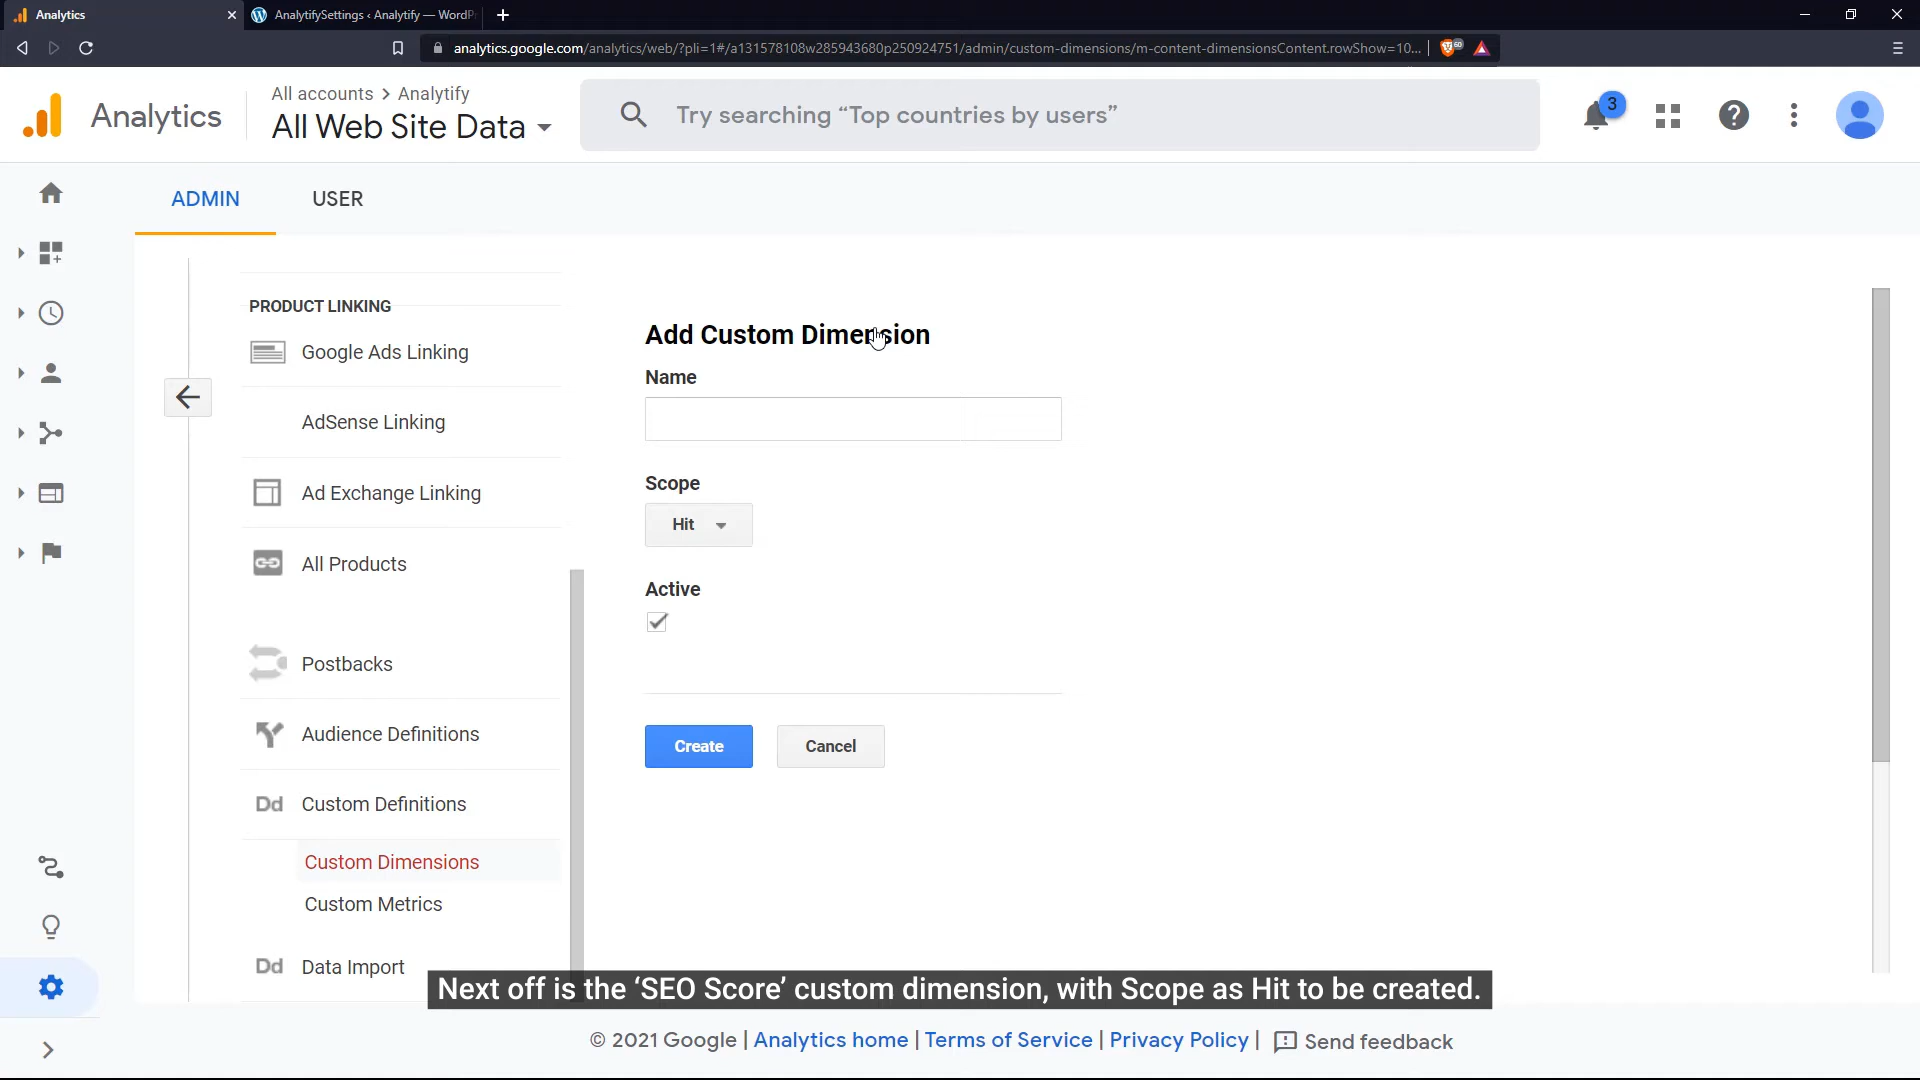 Analytics
AnalytifySettings ‹ Analytify — WordP
analytics.google.com/analytics/web/?pli=1#/a131578108w285943680p250924751/admin/custom-dimensions/m-content-dimensionsContent.rowShow=10...
60
Analytics
All accounts > Analytify
All Web Site Data
Try searching “Top countries by users”
3
ADMIN
USER
PRODUCT LINKING
Google Ads Linking
AdSense Linking
Ad Exchange Linking
All Products
Postbacks
Audience Definitions
Dd Custom Definitions
Custom Dimensions
Custom Metrics
Dd Data Import
Add Custom Dimension
Name
Scope
Hit
Active
Create
Cancel
Next off is the ‘SEO Score’ custom dimension, with Scope as Hit to be created.
© 2021 Google | Analytics home | Terms of Service | Privacy Policy | Send feedback